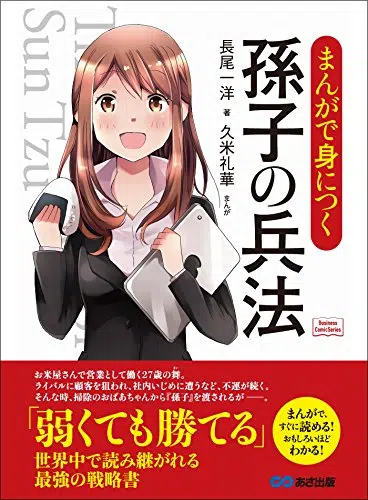 The
Sun Tzu
まんがで身につく
孫子の兵法
長尾一洋 著
久米礼華 まんが
Business
Comic Series
お米屋さんで営業として働く27歳の舞。
ライバルに顧客を狙われ、社内いじめに遭うなど、不運が続く。
そんな時、掃除のおばあちゃんから『孫子』を渡されるが──。
「弱くても勝てる」
世界中で読み継がれる
最強の戦略書
まんがで、
すぐに読める!
おもしろいほど
わかる!
あさ出版